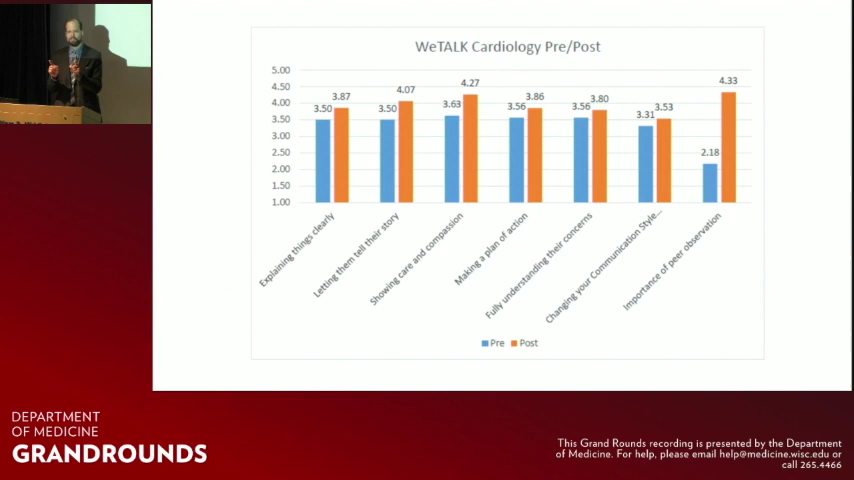 WeTALK Cardiology Pre/Post
5.00
4.50
4.00
3.50
3.00
2.50
2.00
1.50
1.00
3.50
3.87
3.50
4.07
3.63
4.27
3.56
3.86
3.56
3.80
3.31
3.53
2.18
4.33
Explaining things clearly
Letting them tell their story
Showing care and compassion
Making a plan of action
Fully understanding their concerns
Changing your Communication Style...
Importance of peer observation
Pre
Post
DEPARTMENT
OF MEDICINE
GRANDROUNDS
This Grand Rounds recording is presented by the Department
of Medicine. For help, please email help@medicine.wisc.edu or
call 265.4466